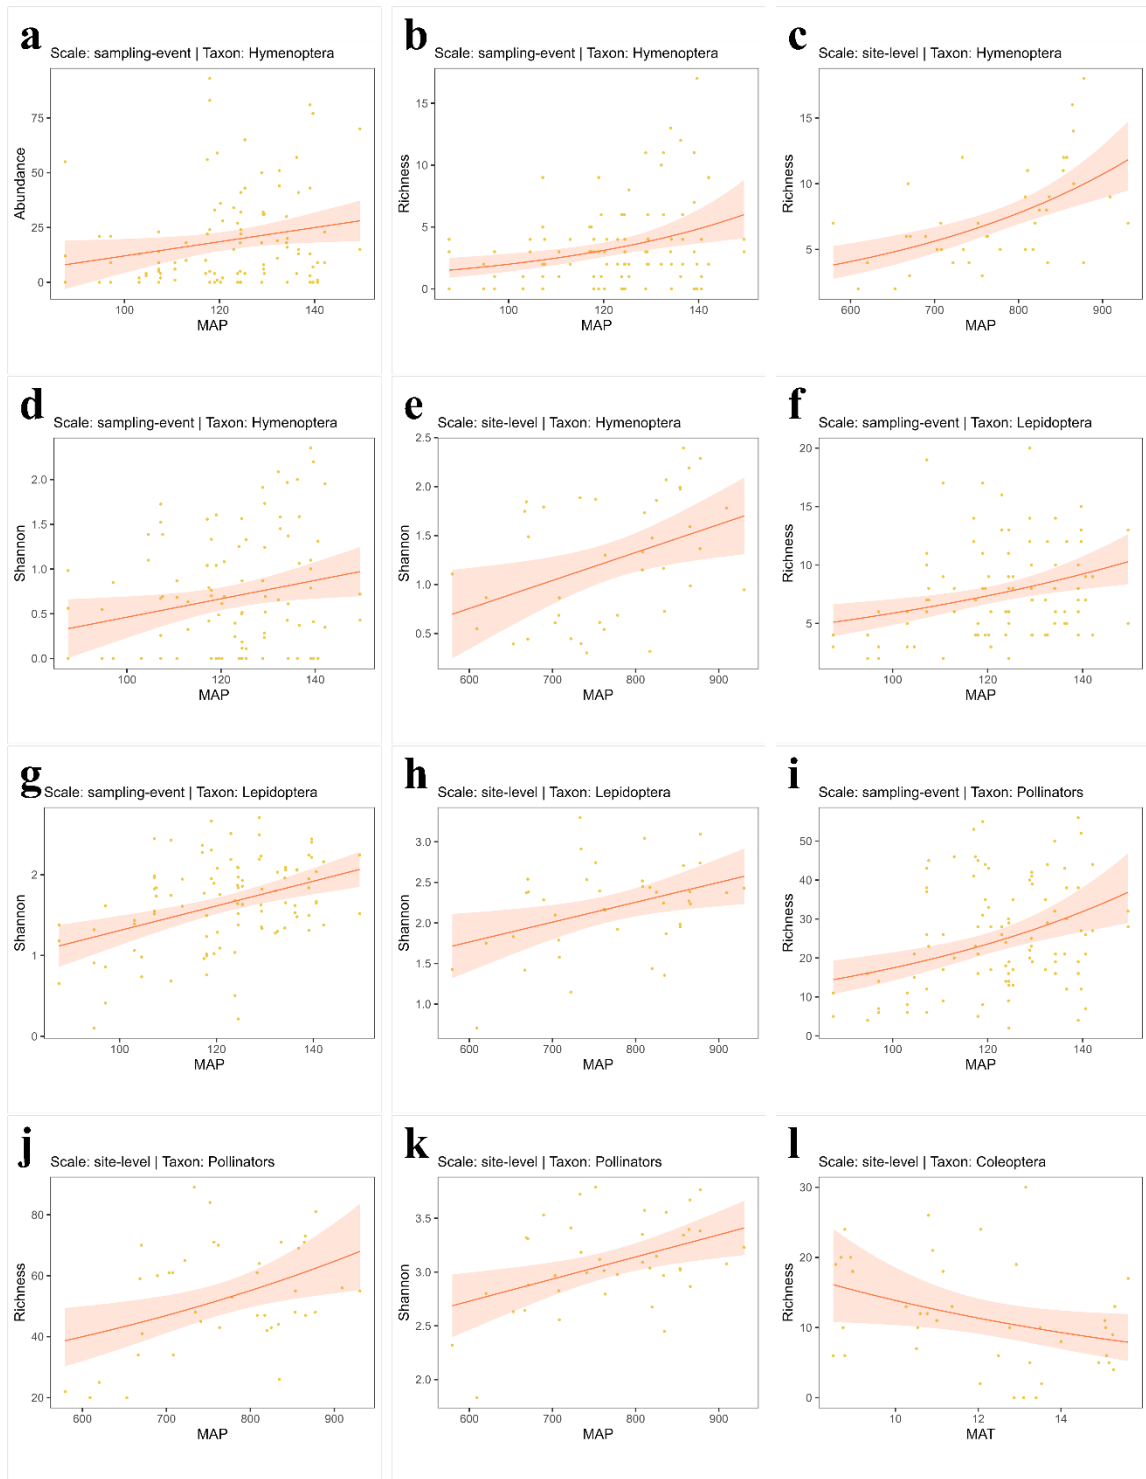 a
Scale: sampling-event | Taxon: Hymenoptera
Abundance
75
50
25
0
100 120 140
MAP
b
Scale: sampling-event | Taxon: Hymenoptera
Richness
15
10
5
0
100 120 140
MAP
c
Scale: site-level | Taxon: Hymenoptera
Richness
15
10
5
600 700 800 900
MAP
d
Scale: sampling-event | Taxon: Hymenoptera
Shannon
2.0
1.5
1.0
0.5
0.0
100 120 140
MAP
e
Scale: site-level | Taxon: Hymenoptera
Shannon
2.5
2.0
1.5
1.0
0.5
600 700 800 900
MAP
f
Scale: sampling-event | Taxon: Lepidoptera
Richness
20
15
10
5
100 120 140
MAP
g
Scale: sampling-event | Taxon: Lepidoptera
Shannon
2
1
0
100 120 140
MAP
h
Scale: site-level | Taxon: Lepidoptera
Shannon
3.0
2.5
2.0
1.5
1.0
600 700 800 900
MAP
i
Scale: sampling-event | Taxon: Pollinators
Richness
50
40
30
20
10
0
100 120 140
MAP
j
Scale: site-level | Taxon: Pollinators
Richness
80
60
40
20
600 700 800 900
MAP
k
Scale: site-level | Taxon: Pollinators
Shannon
3.5
3.0
2.5
2.0
600 700 800 900
MAP
l
Scale: site-level | Taxon: Coleoptera
Richness
30
20
10
0
10 12 14
MAT